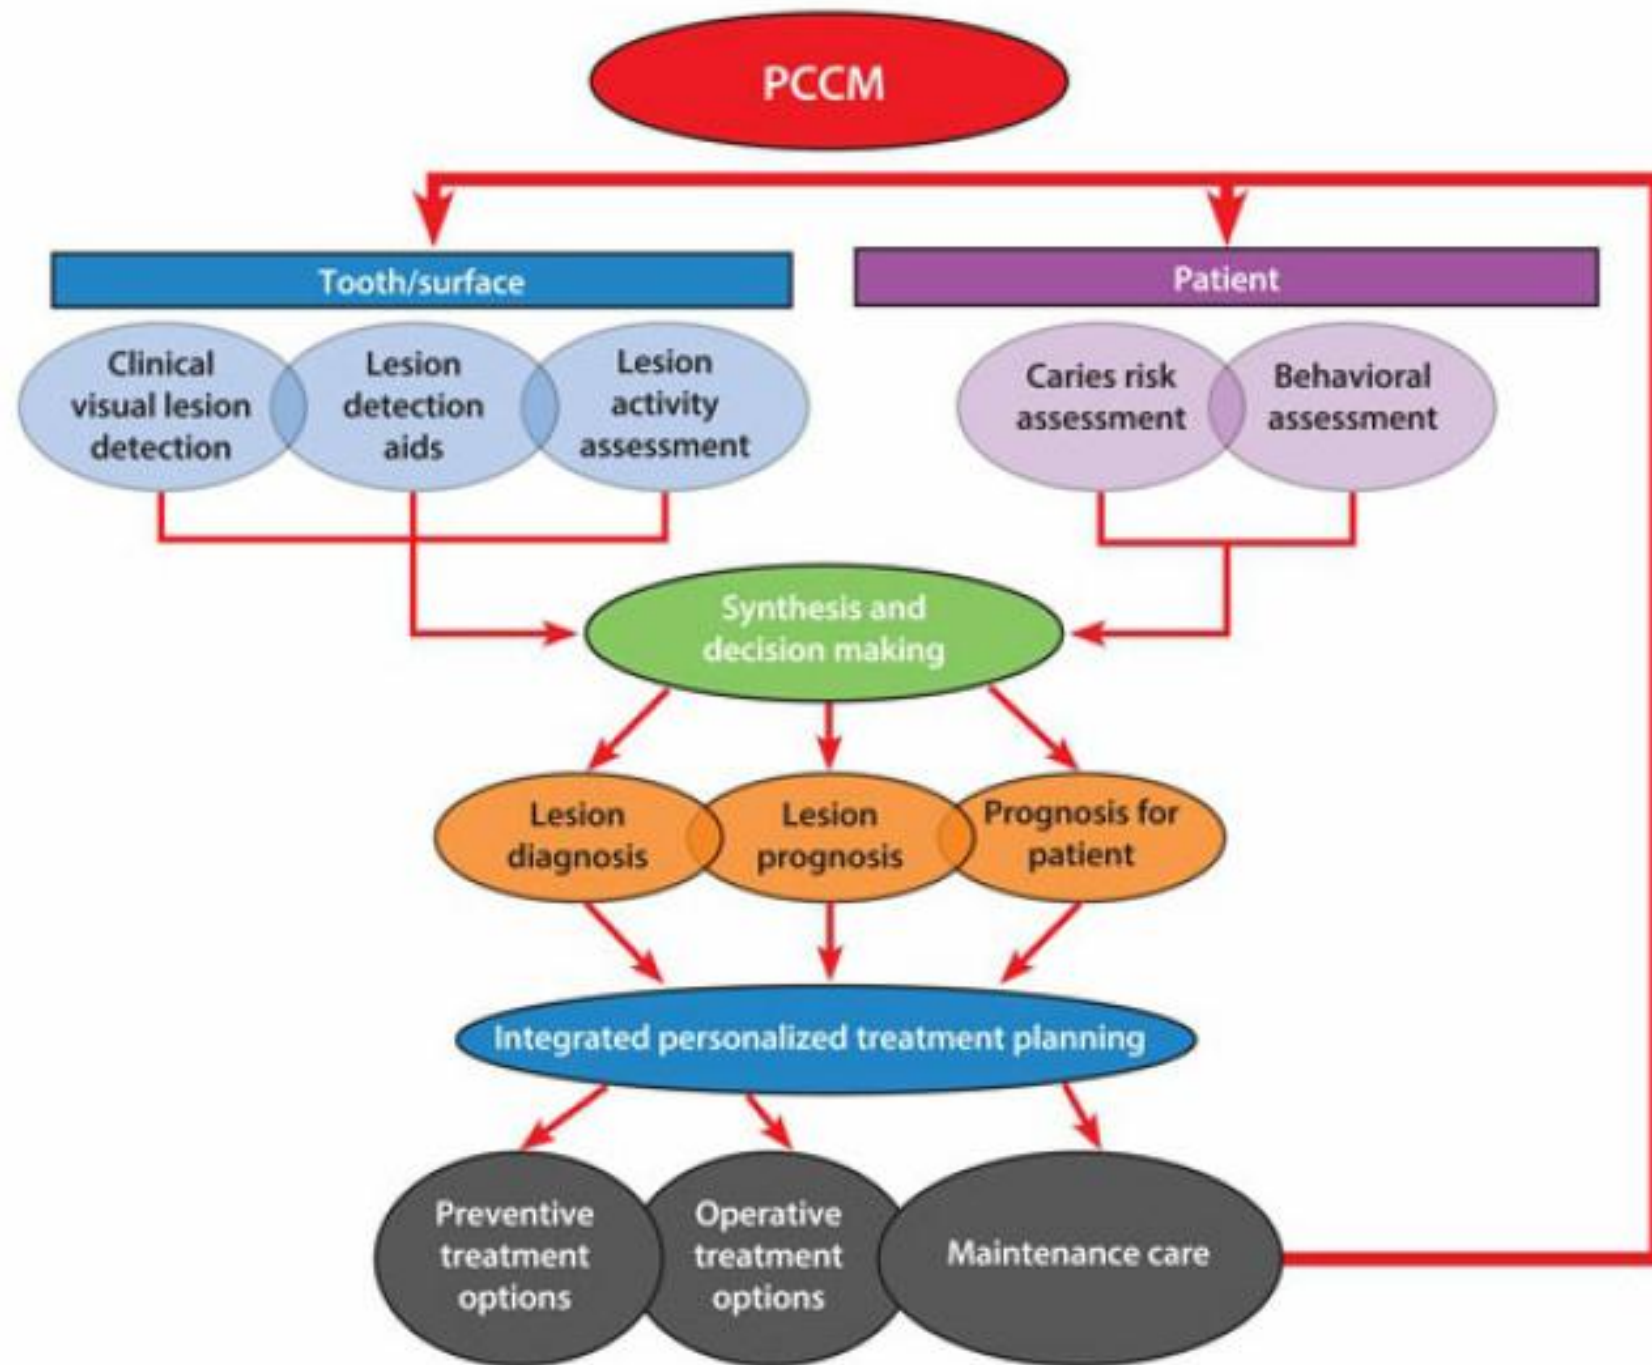 PCCM
Tooth/surface
Patient
Clinical
visual lesion
detection
Lesion
detection
aids
Lesion
activity
assessment
Caries risk
assessment
Behavioral
assessment
Synthesis and
decision making
Lesion
diagnosis
Lesion
prognosis
Prognosis for
patient
Integrated personalized treatment planning
Preventive
treatment
options
Operative
treatment
options
Maintenance care